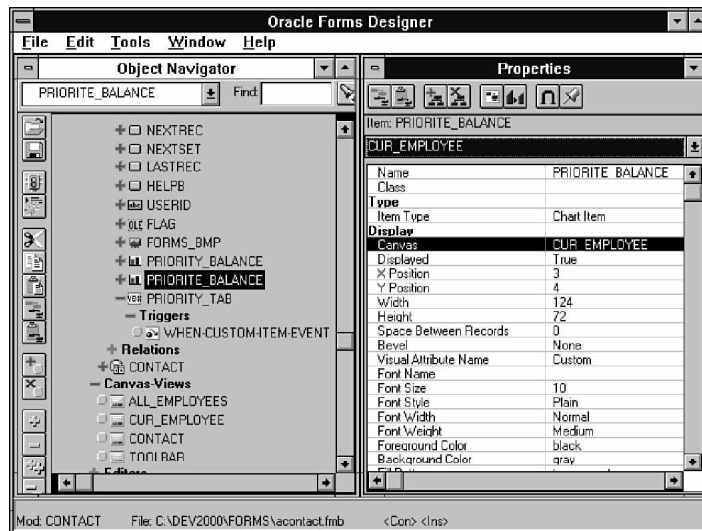 Oracle Forms Designer
File Edit Tools Window Help
Object Navigator
PRIORITE_BALANCE Find:
NEXTREC
NEXTSET
LASTREC
HELPB
USERID
OLE FLAG
FORMS_BMP
PRIORITY_BALANCE
PRIORITE_BALANCE
VBX PRIORITY_TAB
Triggers
WHEN-CUSTOM-ITEM-EVENT
Relations
CONTACT
Canvas-Views
ALL_EMPLOYEES
CUR_EMPLOYEE
CONTACT
TOOLBAR
Editors
Properties
Item: PRIORITE_BALANCE
CUR_EMPLOYEE
Name PRIORITE_BALANCE
Class
Type
Item Type Chart Item
Display
Canvas CUR_EMPLOYEE
Displayed True
X Position 3
Y Position 4
Width 124
Height 72
Space Between Records 0
Bevel None
Visual Attribute Name Custom
Font Name
Font Size 10
Font Style Plain
Font Width Normal
Font Weight Medium
Foreground Color black
Background Color gray
Mod: CONTACT File: C:\DEV2000\FORMS\acontact.fmb <Con> <Ins>